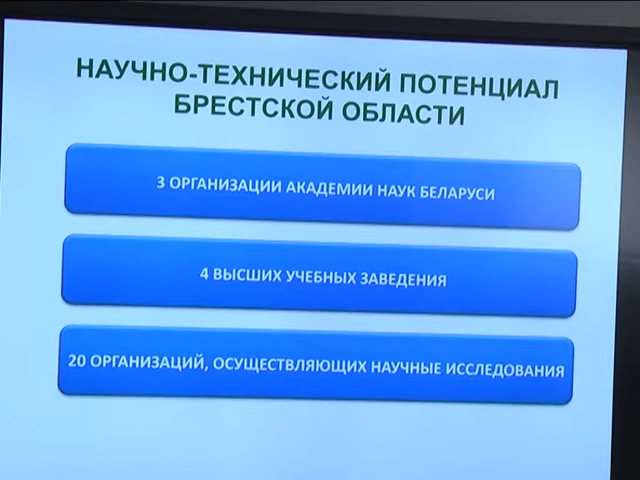 НАУЧНО-ТЕХНИЧЕСКИЙ ПОТЕНЦИАЛ
БРЕСТСКОЙ ОБЛАСТИ
3 ОРГАНИЗАЦИИ АКАДЕМИИ НАУК БЕЛАРУСИ
4 ВЫСШИХ УЧЕБНЫХ ЗАВЕДЕНИЯ
20 ОРГАНИЗАЦИЙ, ОСУЩЕСТВЛЯЮЩИХ НАУЧНЫЕ ИССЛЕДОВАНИЯ